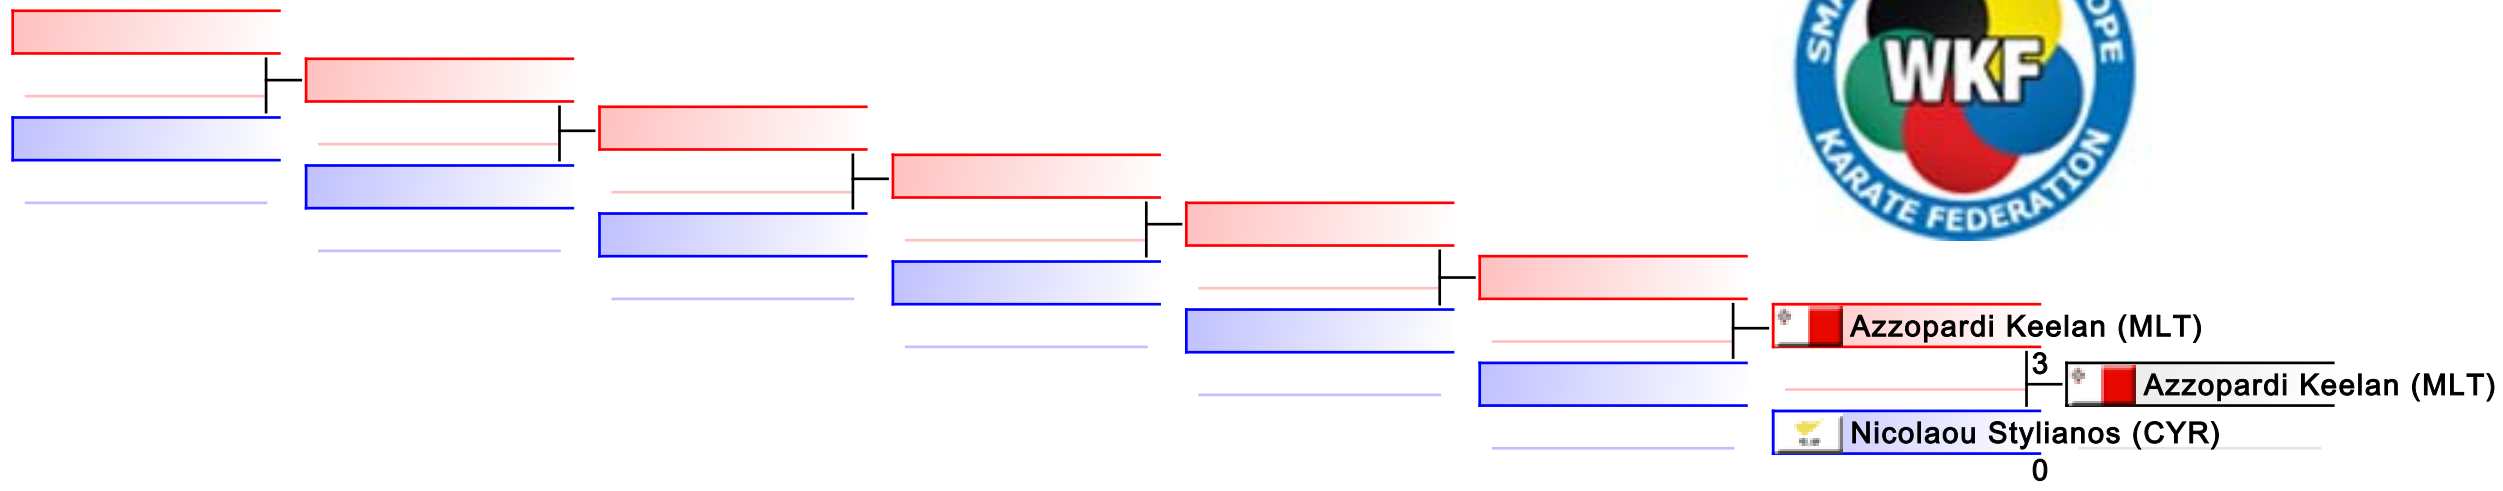 WKF
KARATE FEDERATION
Azzopardi Keelan (MLT)
3
Azzopardi Keelan (MLT)
Nicolaou Stylianos (CYR)
0